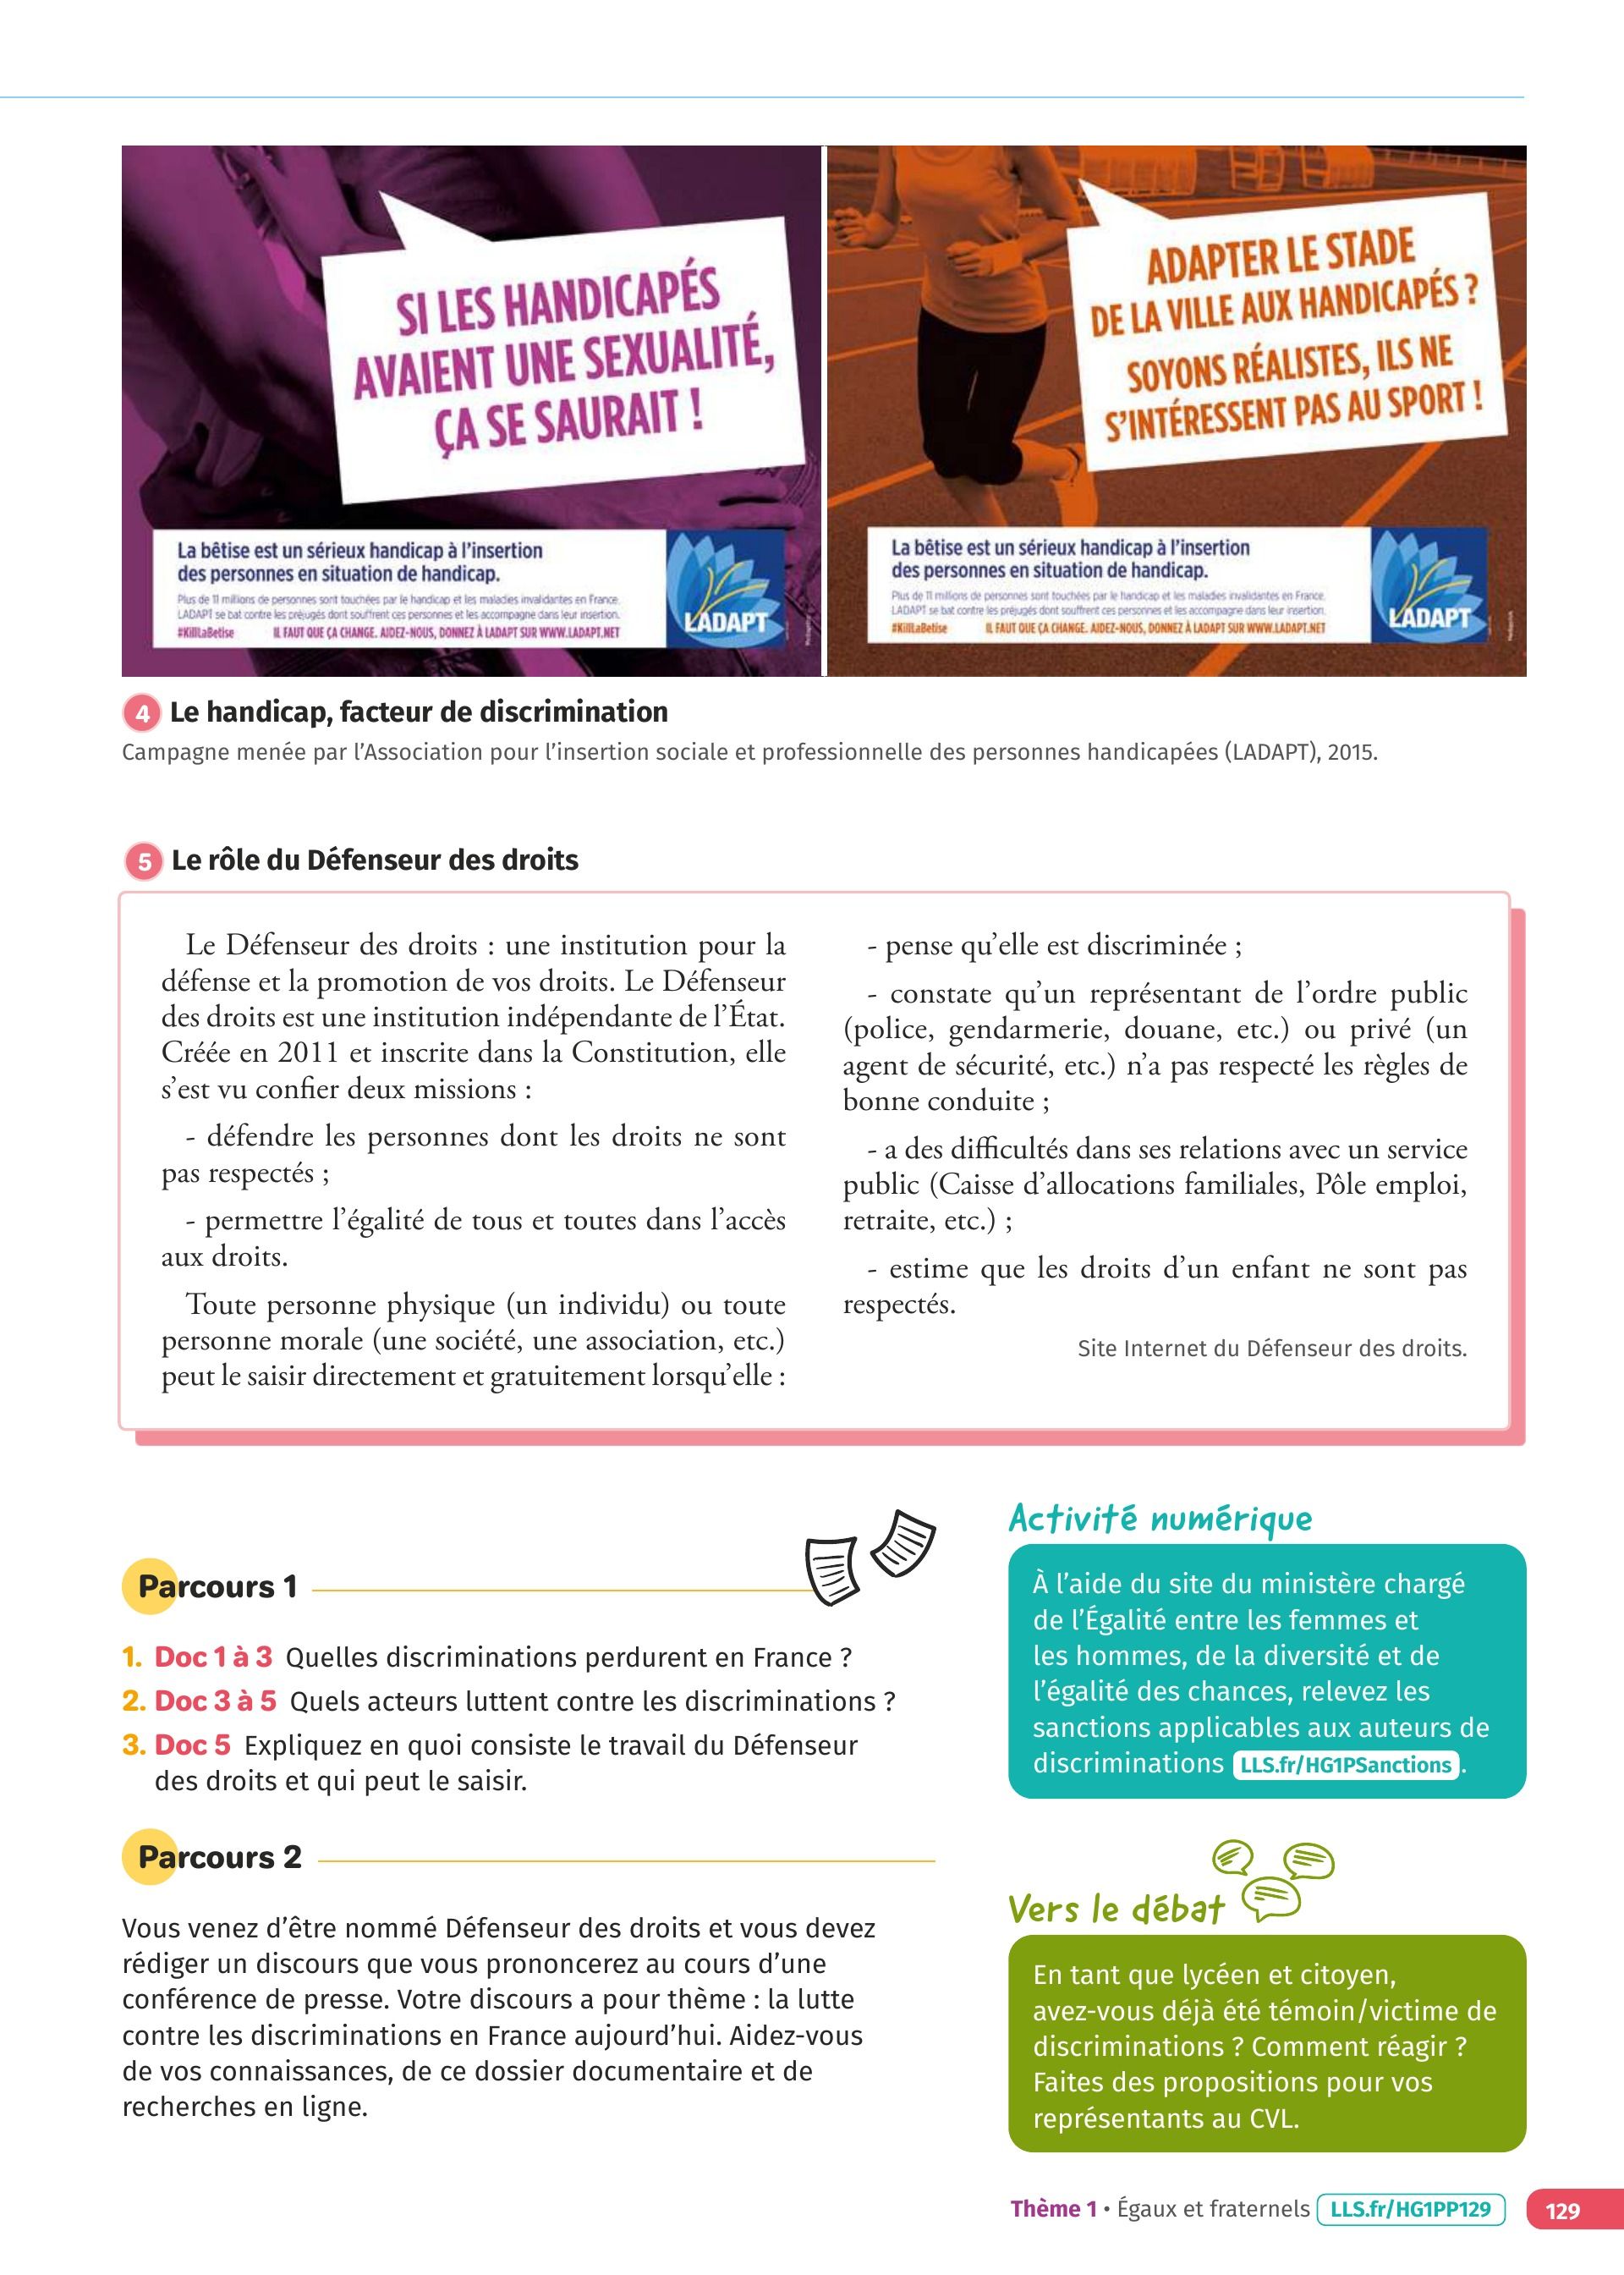 SI LES HANDICAPÉS
AVAIENT UNE SEXUALITÉ,
ÇA SE SAURAIT !
La bêtise est un sérieux handicap à l'insertion
des personnes en situation de handicap.
Plus de 11 millions de personnes sont touchées par le handicap et les maladies invalidantes en France.
LADAPT se bat contre les préjugés dont souffrent ces personnes et les accompagne dans leur insertion.
#KillLaBetise IL FAUT QUE ÇA CHANGE. AIDEZ-NOUS, DONNEZ À LADAPT SUR WWW.LADAPT.NET
LADAPT
ADAPTER LE STADE
DE LA VILLE AUX HANDICAPÉS ?
SOYONS RÉALISTES, ILS NE
S'INTÉRESSENT PAS AU SPORT !
La bêtise est un sérieux handicap à l'insertion
des personnes en situation de handicap.
Plus de 11 millions de personnes sont touchées par le handicap et les maladies invalidantes en France.
LADAPT se bat contre les préjugés dont souffrent ces personnes et les accompagne dans leur insertion.
#KillLaBetise IL FAUT QUE ÇA CHANGE. AIDEZ-NOUS, DONNEZ À LADAPT SUR WWW.LADAPT.NET
LADAPT
4 Le handicap, facteur de discrimination
Campagne menée par l'Association pour l'insertion sociale et professionnelle des personnes handicapées (LADAPT), 2015.
5 Le rôle du Défenseur des droits
Le Défenseur des droits : une institution pour la
défense et la promotion de vos droits. Le Défenseur
des droits est une institution indépendante de l'État.
Créée en 2011 et inscrite dans la Constitution, elle
s'est vu confier deux missions :
- défendre les personnes dont les droits ne sont
pas respectés ;
- permettre l'égalité de tous et toutes dans l'accès
aux droits.
Toute personne physique (un individu) ou toute
personne morale (une société, une association, etc.)
peut le saisir directement et gratuitement lorsqu'elle :
- pense qu'elle est discriminée ;
- constate qu'un représentant de l'ordre public
(police, gendarmerie, douane, etc.) ou privé (un
agent de sécurité, etc.) n'a pas respecté les règles de
bonne conduite ;
- a des difficultés dans ses relations avec un service
public (Caisse d'allocations familiales, Pôle emploi,
retraite, etc.) ;
- estime que les droits d'un enfant ne sont pas
respectés.
Site Internet du Défenseur des droits.
Parcours 1
1. Doc 1 à 3 Quelles discriminations perdurent en France ?
2. Doc 3 à 5 Quels acteurs luttent contre les discriminations ?
3. Doc 5 Expliquez en quoi consiste le travail du Défenseur
des droits et qui peut le saisir.
Parcours 2
Vous venez d'être nommé Défenseur des droits et vous devez
rédiger un discours que vous prononcerez au cours d'une
conférence de presse. Votre discours a pour thème : la lutte
contre les discriminations en France aujourd'hui. Aidez-vous
de vos connaissances, de ce dossier documentaire et de
recherches en ligne.
Activité numérique
À l'aide du site du ministère chargé
de l'Égalité entre les femmes et
les hommes, de la diversité et de
l'égalité des chances, relevez les
sanctions applicables aux auteurs de
discriminations LLS.fr/HG1PSanctions.
Vers le débat
En tant que lycéen et citoyen,
avez-vous déjà été témoin/victime de
discriminations ? Comment réagir ?
Faites des propositions pour vos
représentants au CVL.
Thème 1 • Égaux et fraternels LLS.fr/HG1PP129 129